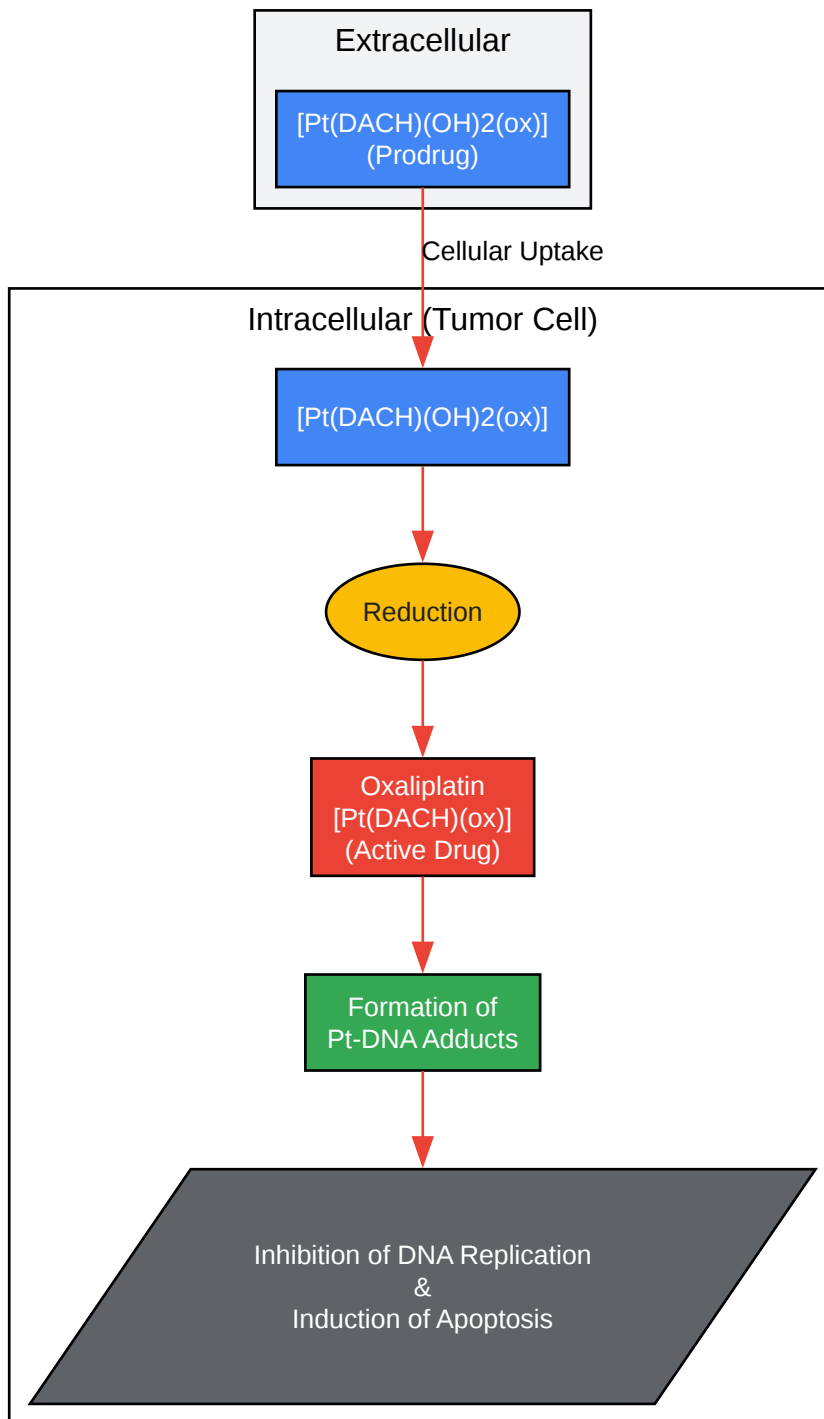 Extracellular
[Pt(DACH)(OH)2(ox)]
(Prodrug)
Cellular Uptake
Intracellular (Tumor Cell)
[Pt(DACH)(OH)2(ox)]
Reduction
Oxaliplatin
[Pt(DACH)(ox)]
(Active Drug)
Formation of
Pt-DNA Adducts
Inhibition of DNA Replication
&
Induction of Apoptosis